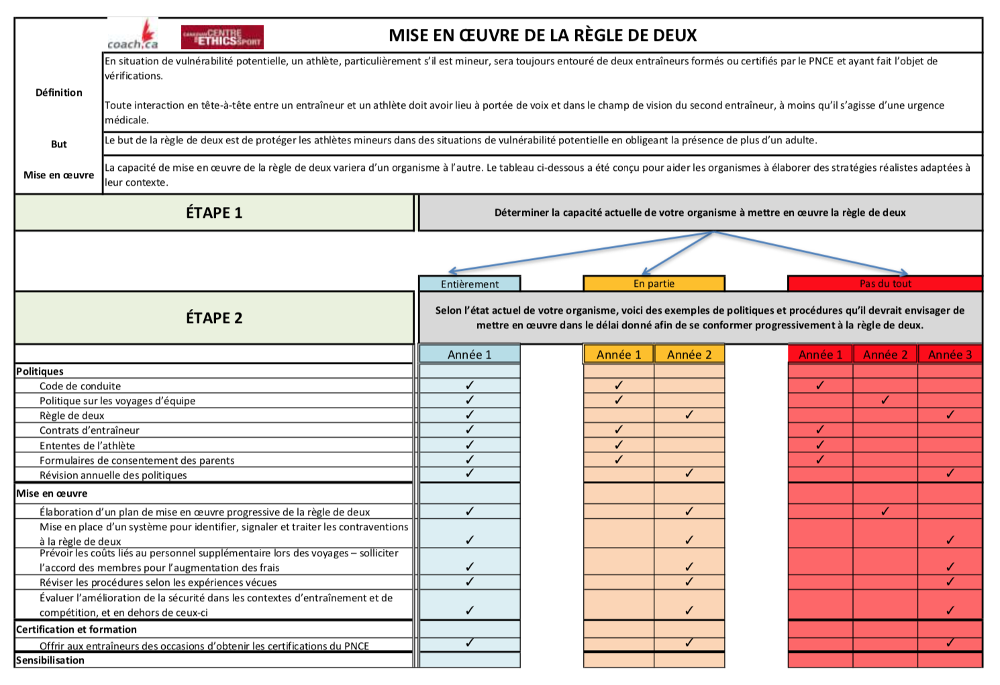 coach.ca
CANADIAN CENTRE
FOR ETHICS IN SPORT
MISE EN ŒUVRE DE LA RÈGLE DE DEUX
Définition
En situation de vulnérabilité potentielle, un athlète, particulièrement s’il est mineur, sera toujours entouré de deux entraîneurs formés ou certifiés par le PNCE et ayant fait l’objet de
vérifications.
Toute interaction en tête-à-tête entre un entraîneur et un athlète doit avoir lieu à portée de voix et dans le champ de vision du second entraîneur, à moins qu’il s’agisse d’une urgence
médicale.
But
Le but de la règle de deux est de protéger les athlètes mineurs dans des situations de vulnérabilité potentielle en obligeant la présence de plus d’un adulte.
Mise en œuvre
La capacité de mise en œuvre de la règle de deux variera d’un organisme à l’autre. Le tableau ci-dessous a été conçu pour aider les organismes à élaborer des stratégies réalistes adaptées à
leur contexte.
ÉTAPE 1
Déterminer la capacité actuelle de votre organisme à mettre en œuvre la règle de deux
Entièrement
En partie
Pas du tout
ÉTAPE 2
Selon l’état actuel de votre organisme, voici des exemples de politiques et procédures qu’il devrait envisager de
mettre en œuvre dans le délai donné afin de se conformer progressivement à la règle de deux.
Année 1 Année 1 Année 2 Année 1 Année 2 Année 3
Politiques
Code de conduite ✓ ✓ ✓
Politique sur les voyages d’équipe ✓ ✓ ✓
Règle de deux ✓ ✓ ✓
Contrats d’entraîneur ✓ ✓ ✓
Ententes de l’athlète ✓ ✓ ✓
Formulaires de consentement des parents ✓ ✓ ✓
Révision annuelle des politiques ✓ ✓ ✓
Mise en œuvre
Élaboration d’un plan de mise en œuvre progressive de la règle de deux ✓ ✓ ✓
Mise en place d’un système pour identifier, signaler et traiter les contraventions
à la règle de deux ✓ ✓ ✓
Prévoir les coûts liés au personnel supplémentaire lors des voyages – solliciter
l’accord des membres pour l’augmentation des frais ✓ ✓ ✓
Réviser les procédures selon les expériences vécues ✓ ✓ ✓
Évaluer l’amélioration de la sécurité dans les contextes d’entraînement et de
compétition, et en dehors de ceux-ci ✓ ✓ ✓
Certification et formation
Offrir aux entraîneurs des occasions d’obtenir les certifications du PNCE ✓ ✓ ✓
Sensibilisation